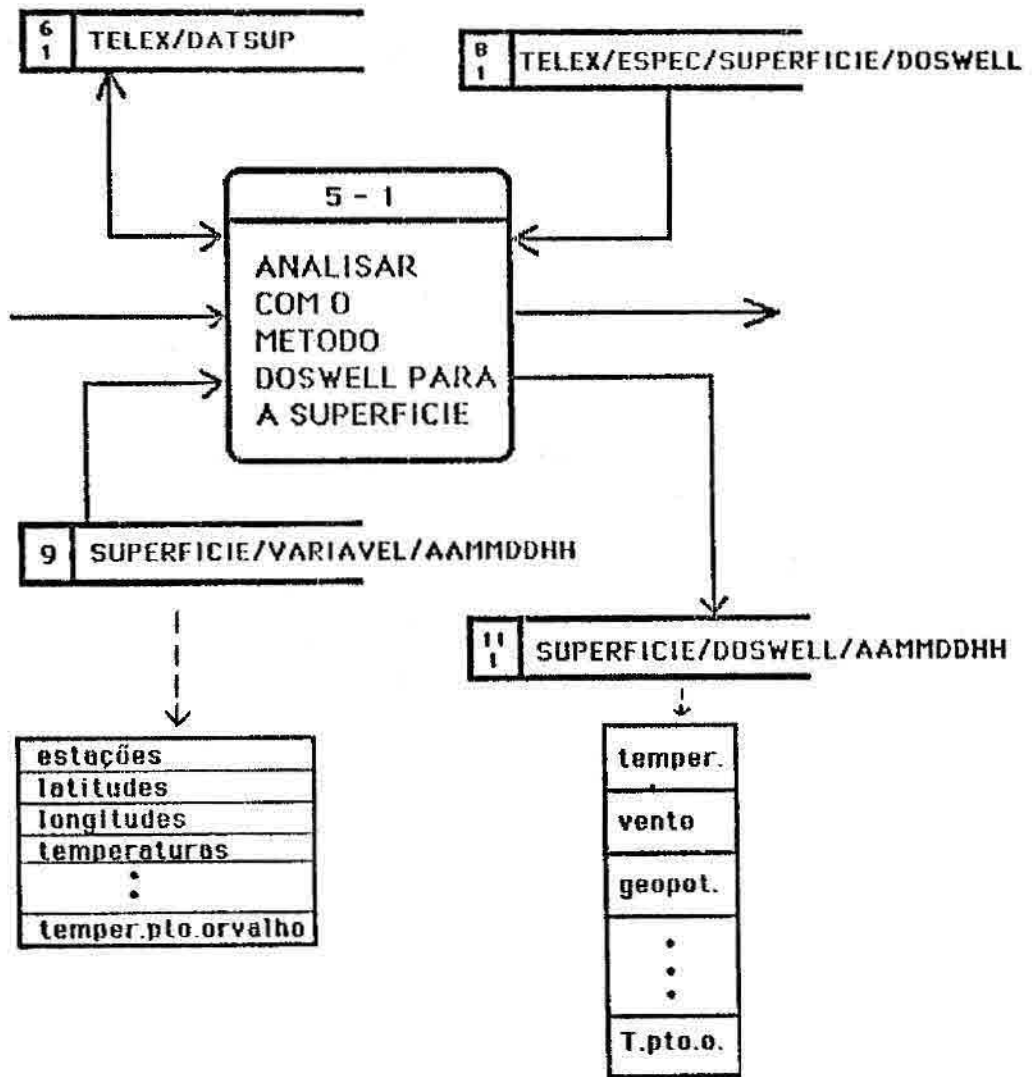 6
1
TELEX/DATSUP
8
1
TELEX/ESPEC/SUPERFICIE/DOSWELL
5 - 1
ANALISAR
COM O
METODO
DOSWELL PARA
A SUPERFICIE
9
SUPERFICIE/VARIAVEL/AAMMDDHH
11
1
SUPERFICIE/DOSWELL/AAMMDDHH
estações
latitudes
longitudes
temperaturas
temper.pto.orvalho
temper.
vento
geopot.
T.pto.o.